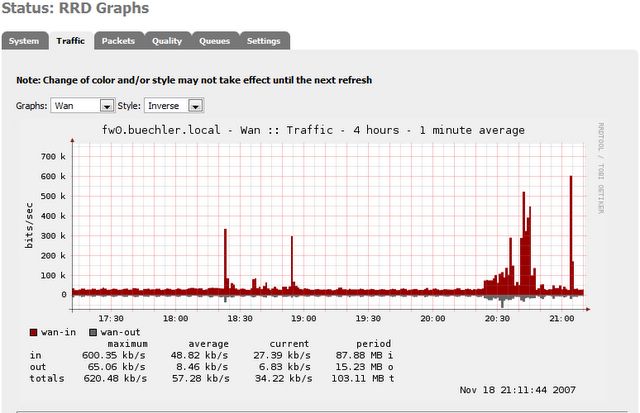 Status: RRD Graphs
System Traffic Packets Quality Queues Settings
Note: Change of color and/or style may not take effect until the next refresh
Graphs: Wan Style: Inverse
fw0.buechler.local - Wan :: Traffic - 4 hours - 1 minute average
RRDTOOL / TOBI OETIKER
bits/sec
700 k
600 k
500 k
400 k
300 k
200 k
100 k
0
17:30 18:00 18:30 19:00 19:30 20:00 20:30 21:00
wan-in wan-out
maximum average current period
in 600.35 kb/s 48.82 kb/s 27.39 kb/s 87.88 MB i
out 65.06 kb/s 8.46 kb/s 6.83 kb/s 15.23 MB o
totals 620.48 kb/s 57.28 kb/s 34.22 kb/s 103.11 MB t
Nov 18 21:11:44 2007